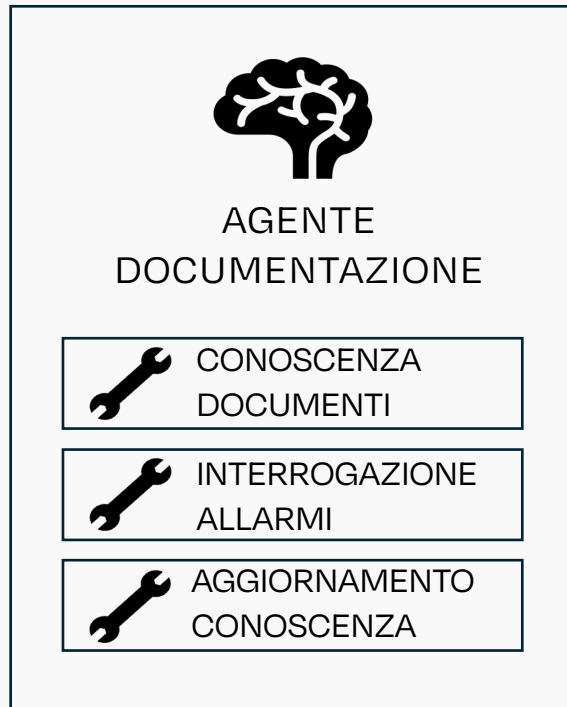 AGENTE
DOCUMENTAZIONE
CONOSCENZA
DOCUMENTI
INTERROGAZIONE
ALLARMI
AGGIORNAMENTO
CONOSCENZA